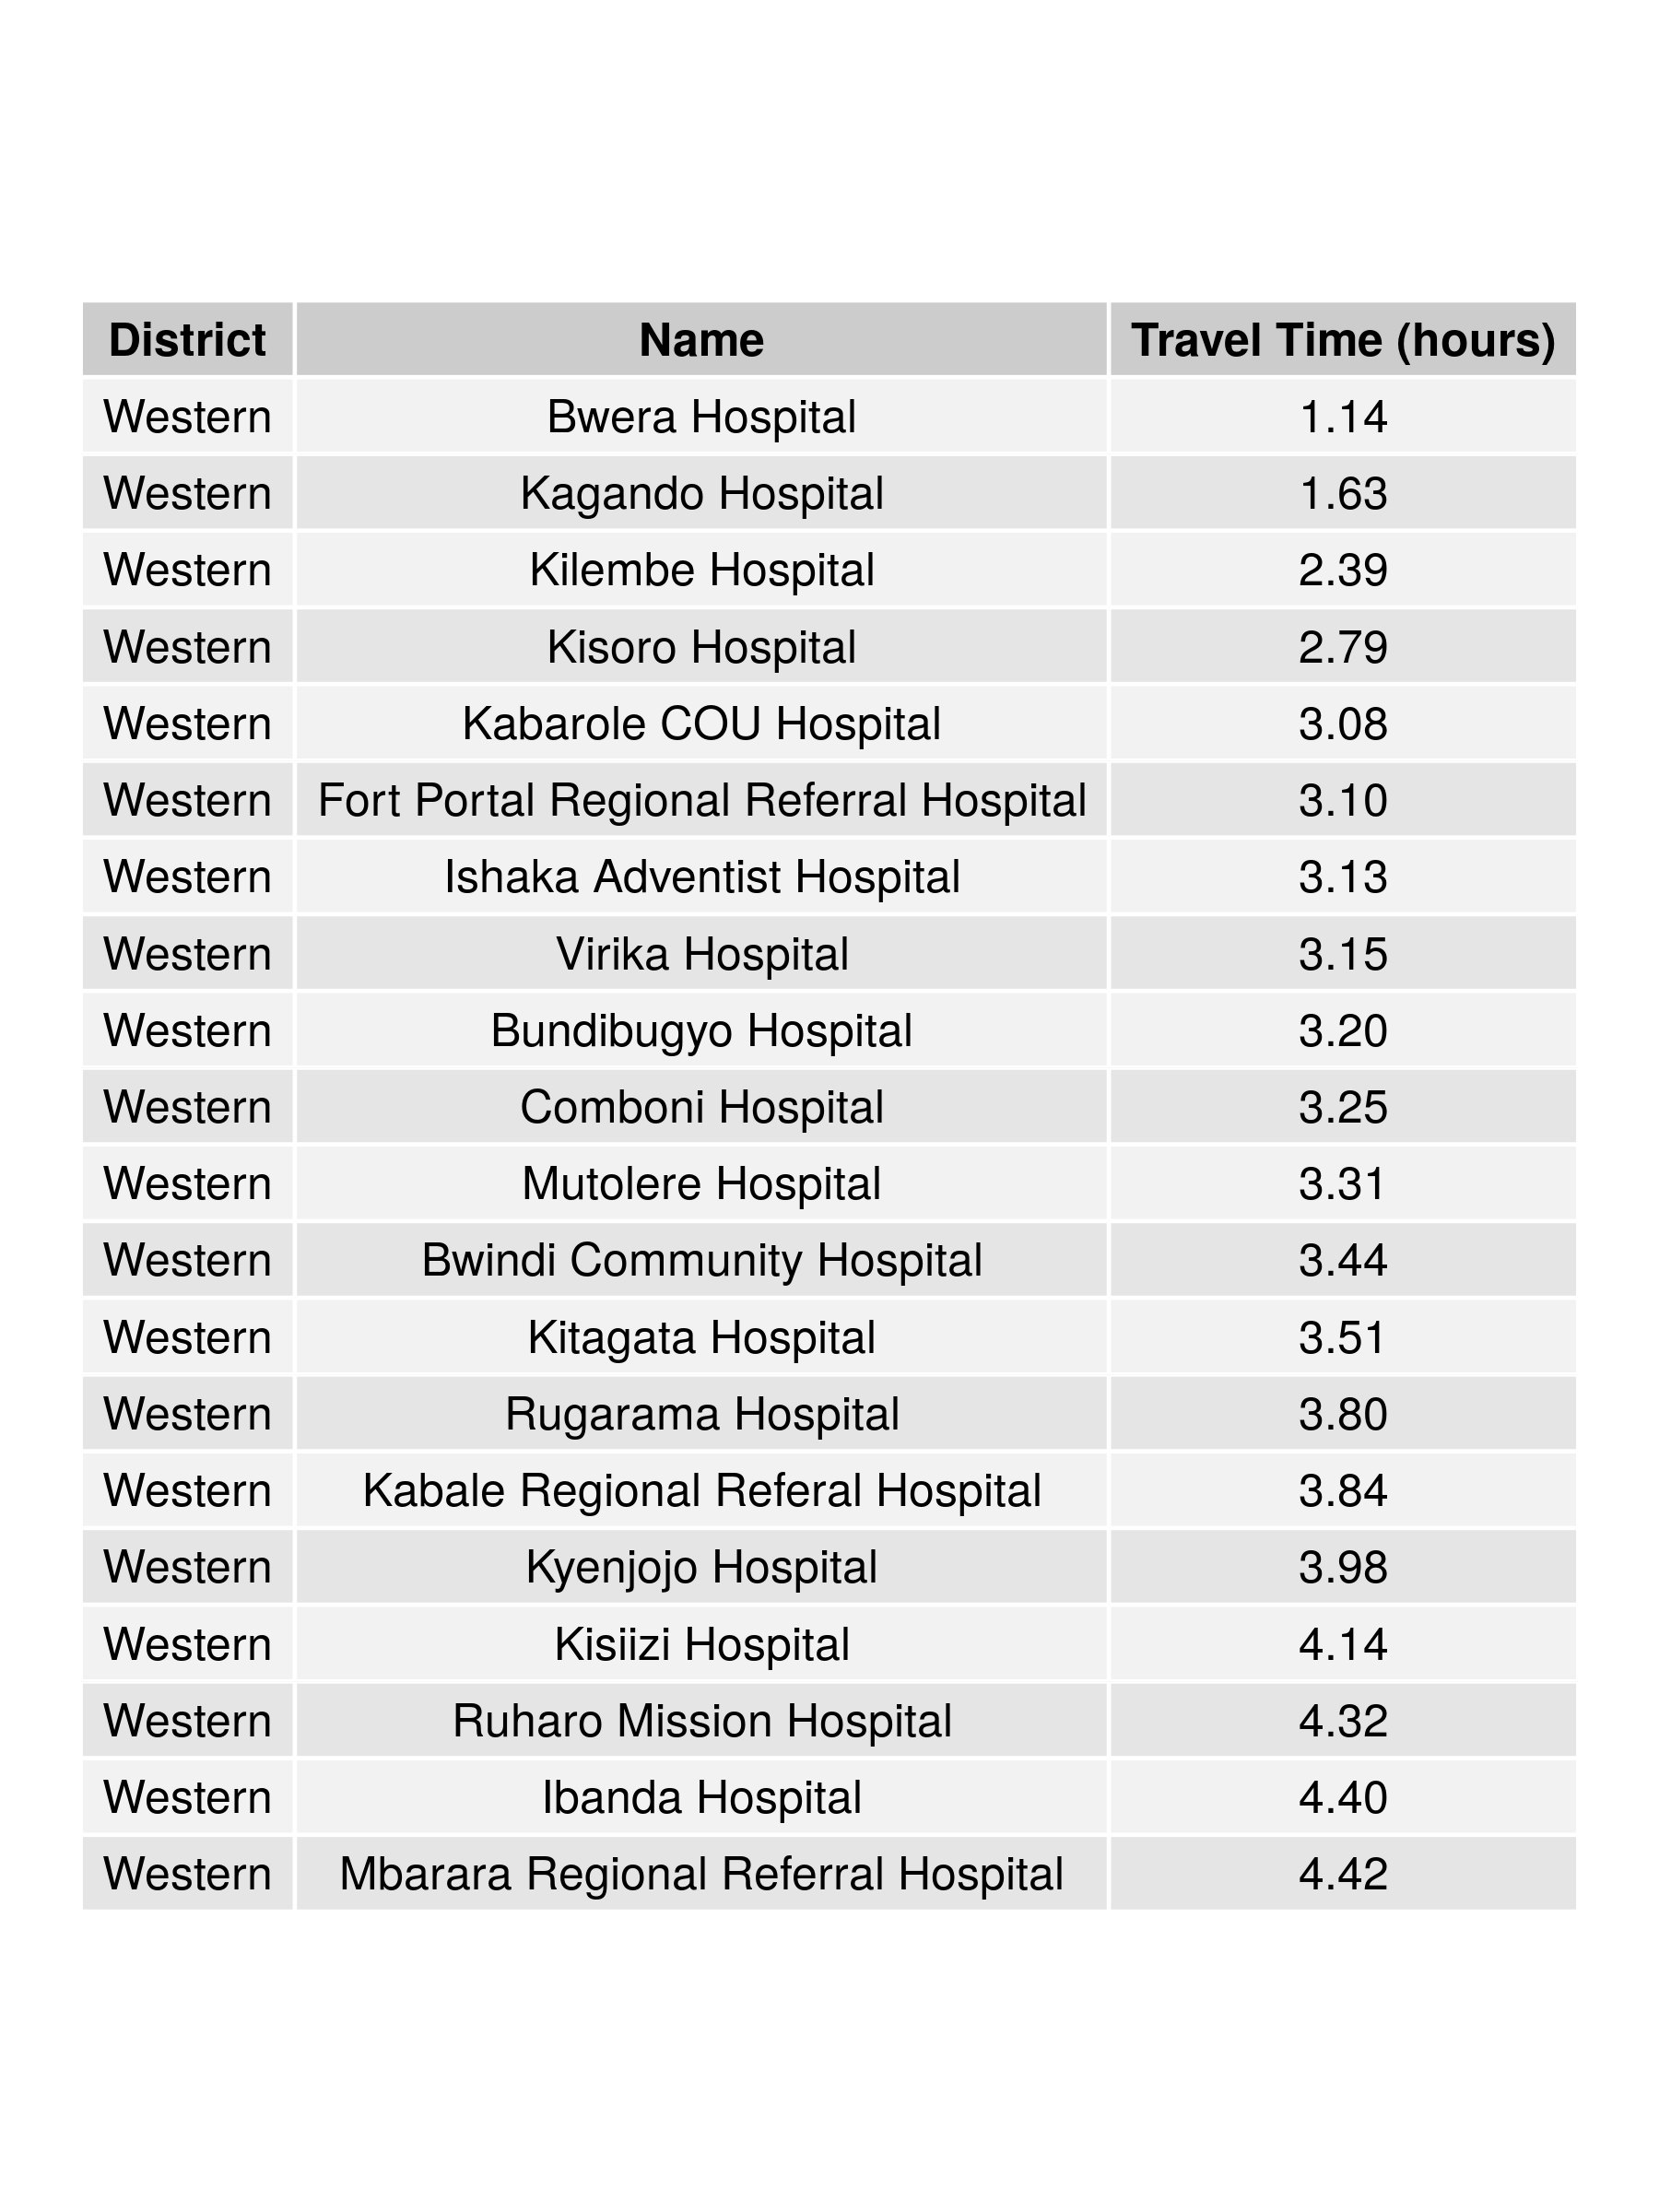 District Name Travel Time (hours)
Western Bwera Hospital 1.14
Western Kagando Hospital 1.63
Western Kilembe Hospital 2.39
Western Kisoro Hospital 2.79
Western Kabarole COU Hospital 3.08
Western Fort Portal Regional Referral Hospital 3.10
Western Ishaka Adventist Hospital 3.13
Western Virika Hospital 3.15
Western Bundibugyo Hospital 3.20
Western Comboni Hospital 3.25
Western Mutolere Hospital 3.31
Western Bwindi Community Hospital 3.44
Western Kitagata Hospital 3.51
Western Rugarama Hospital 3.80
Western Kabale Regional Referal Hospital 3.84
Western Kyenjojo Hospital 3.98
Western Kisiizi Hospital 4.14
Western Ruharo Mission Hospital 4.32
Western Ibanda Hospital 4.40
Western Mbarara Regional Referral Hospital 4.42